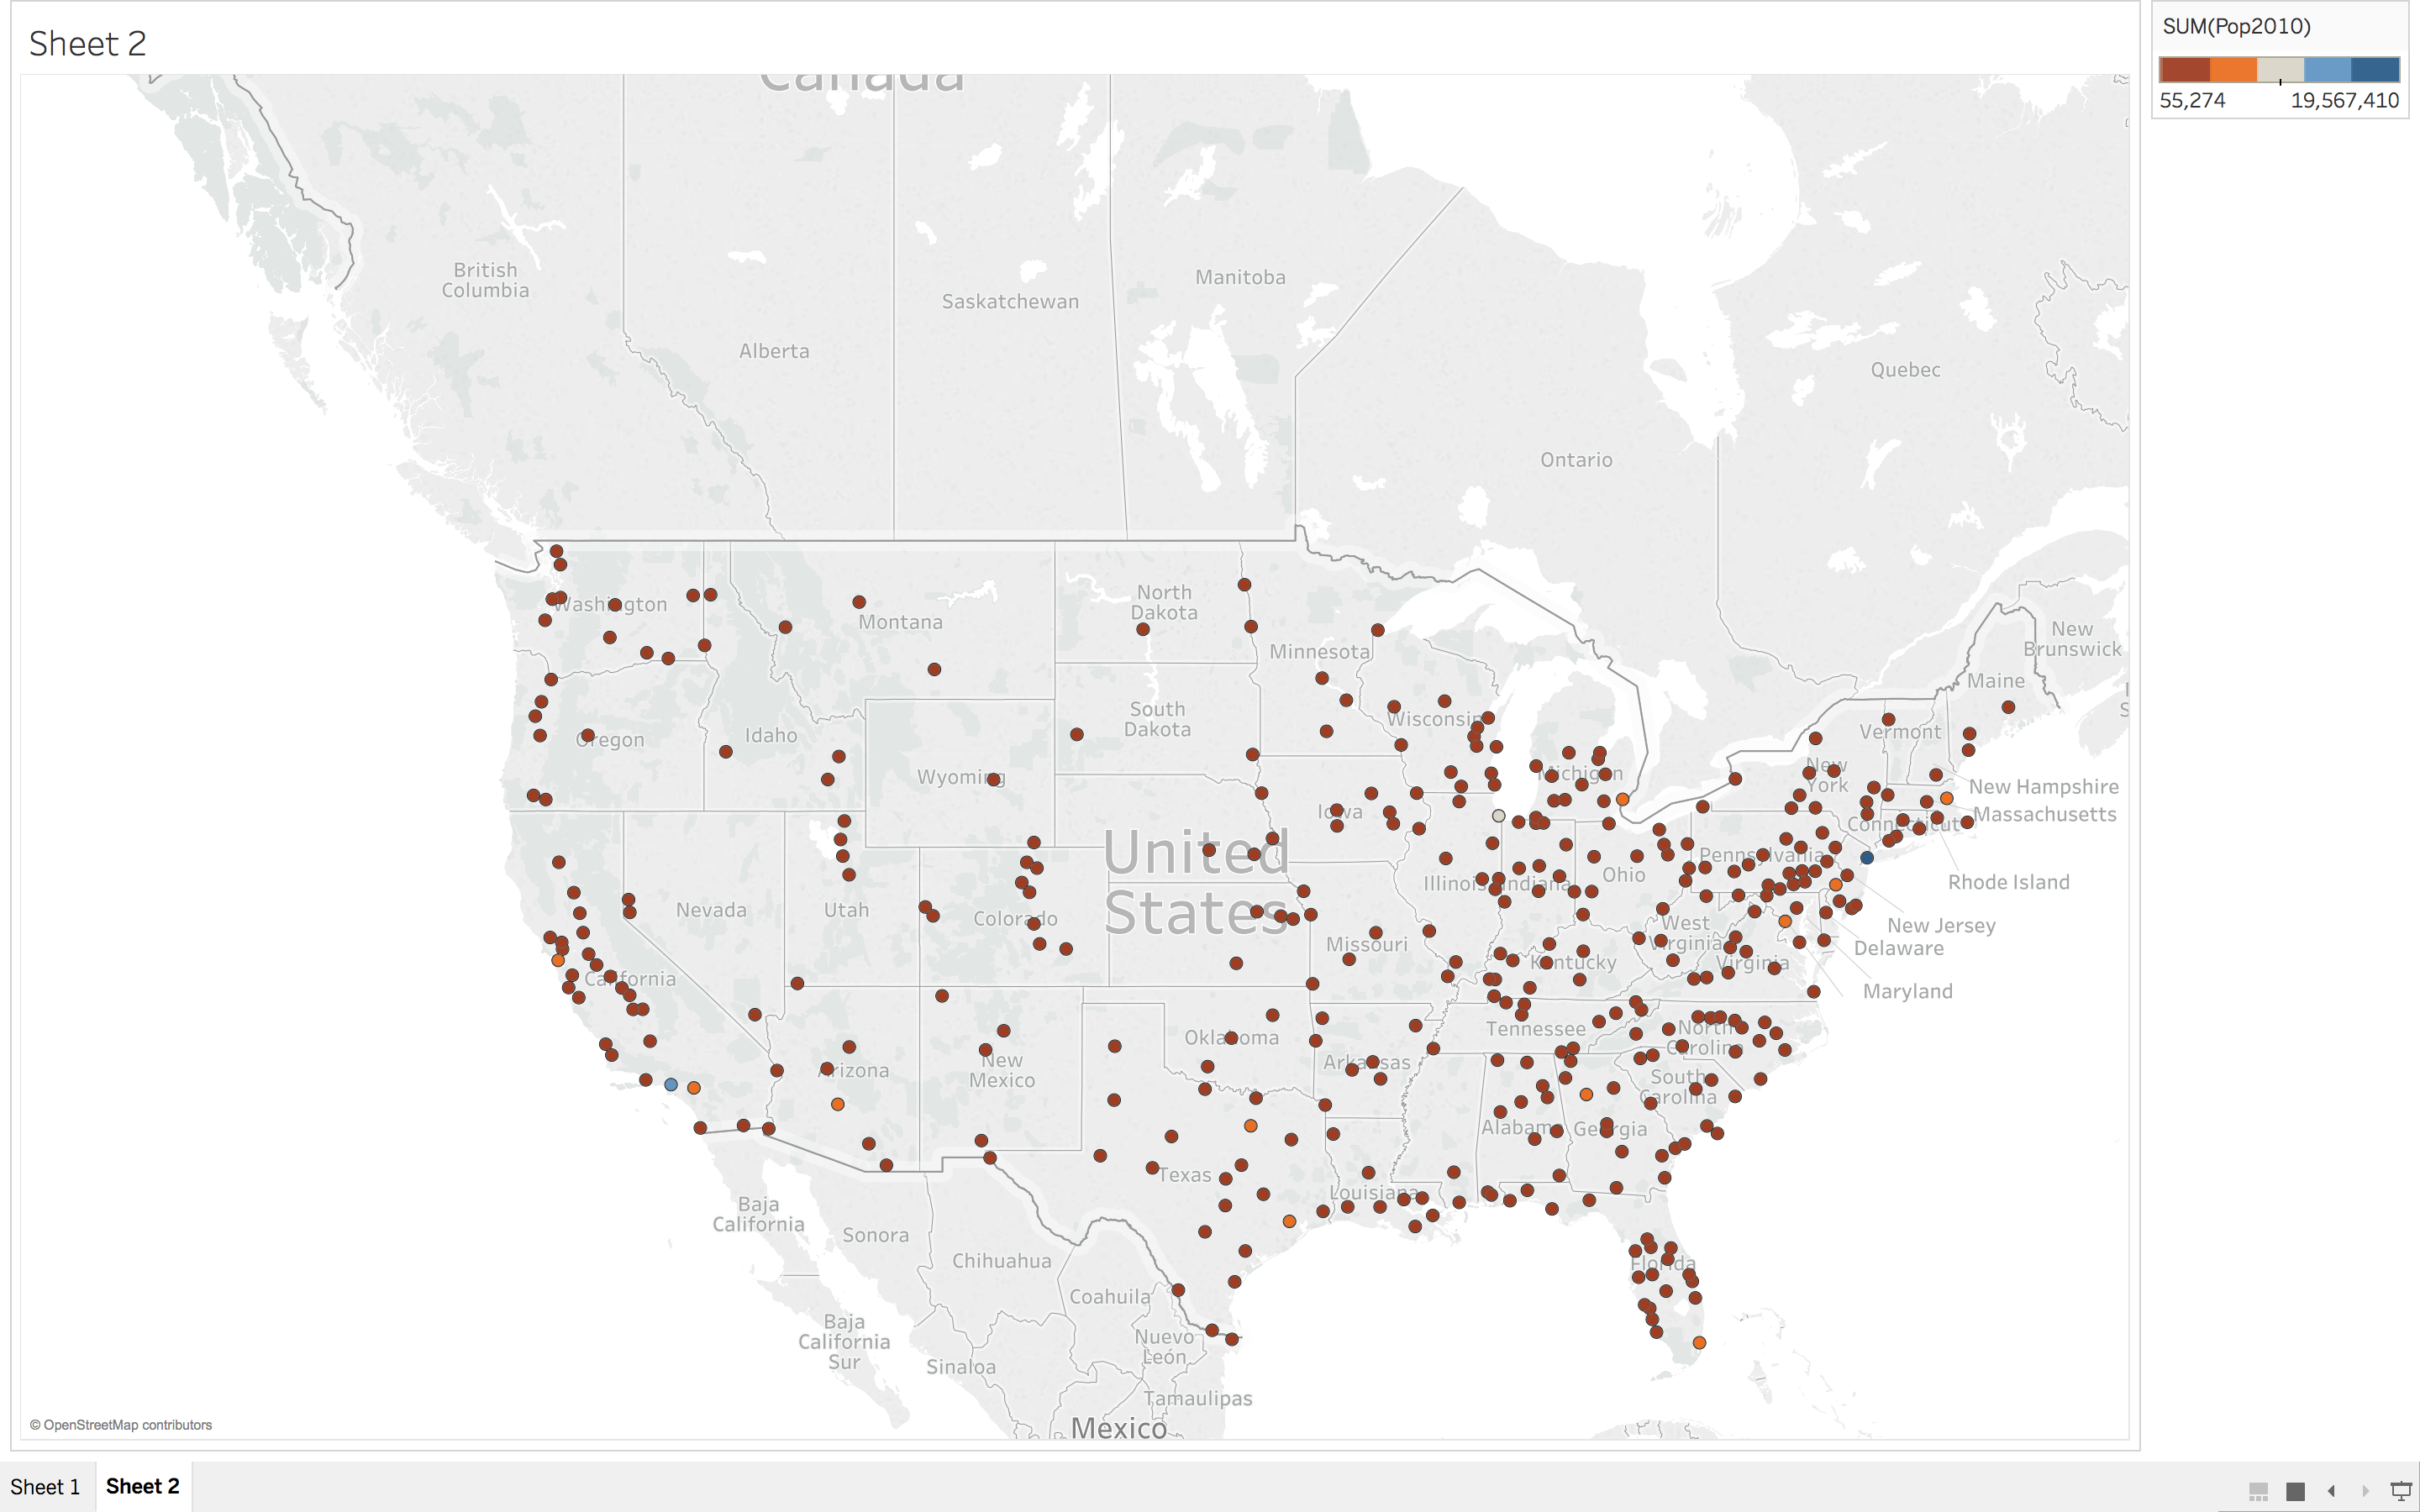 Sheet 2
SUM(Pop2010)
55,274
19,567,410
Canada
British
Columbia
Alberta
Saskatchewan
Manitoba
Ontario
Quebec
New
Brunswick
Maine
Washington
Montana
North
Dakota
Minnesota
South
Dakota
Wisconsin
Oregon
Idaho
Wyoming
Michigan
Vermont
New
York
New Hampshire
Massachusetts
Connecticut
Rhode Island
Iowa
United
States
Nevada
Utah
Colorado
Illinois
Indiana
Ohio
Pennsylvania
West
Virginia
New Jersey
Delaware
Maryland
Missouri
Kentucky
Virginia
California
Oklahoma
Arkansas
Tennessee
North
Carolina
South
Carolina
Arizona
New
Mexico
Alabama
Georgia
Texas
Louisiana
Florida
Baja
California
Sonora
Chihuahua
Coahuila
Baja
California
Sur
Sinaloa
Nuevo
León
Tamaulipas
Mexico
© OpenStreetMap contributors
Sheet 1
Sheet 2